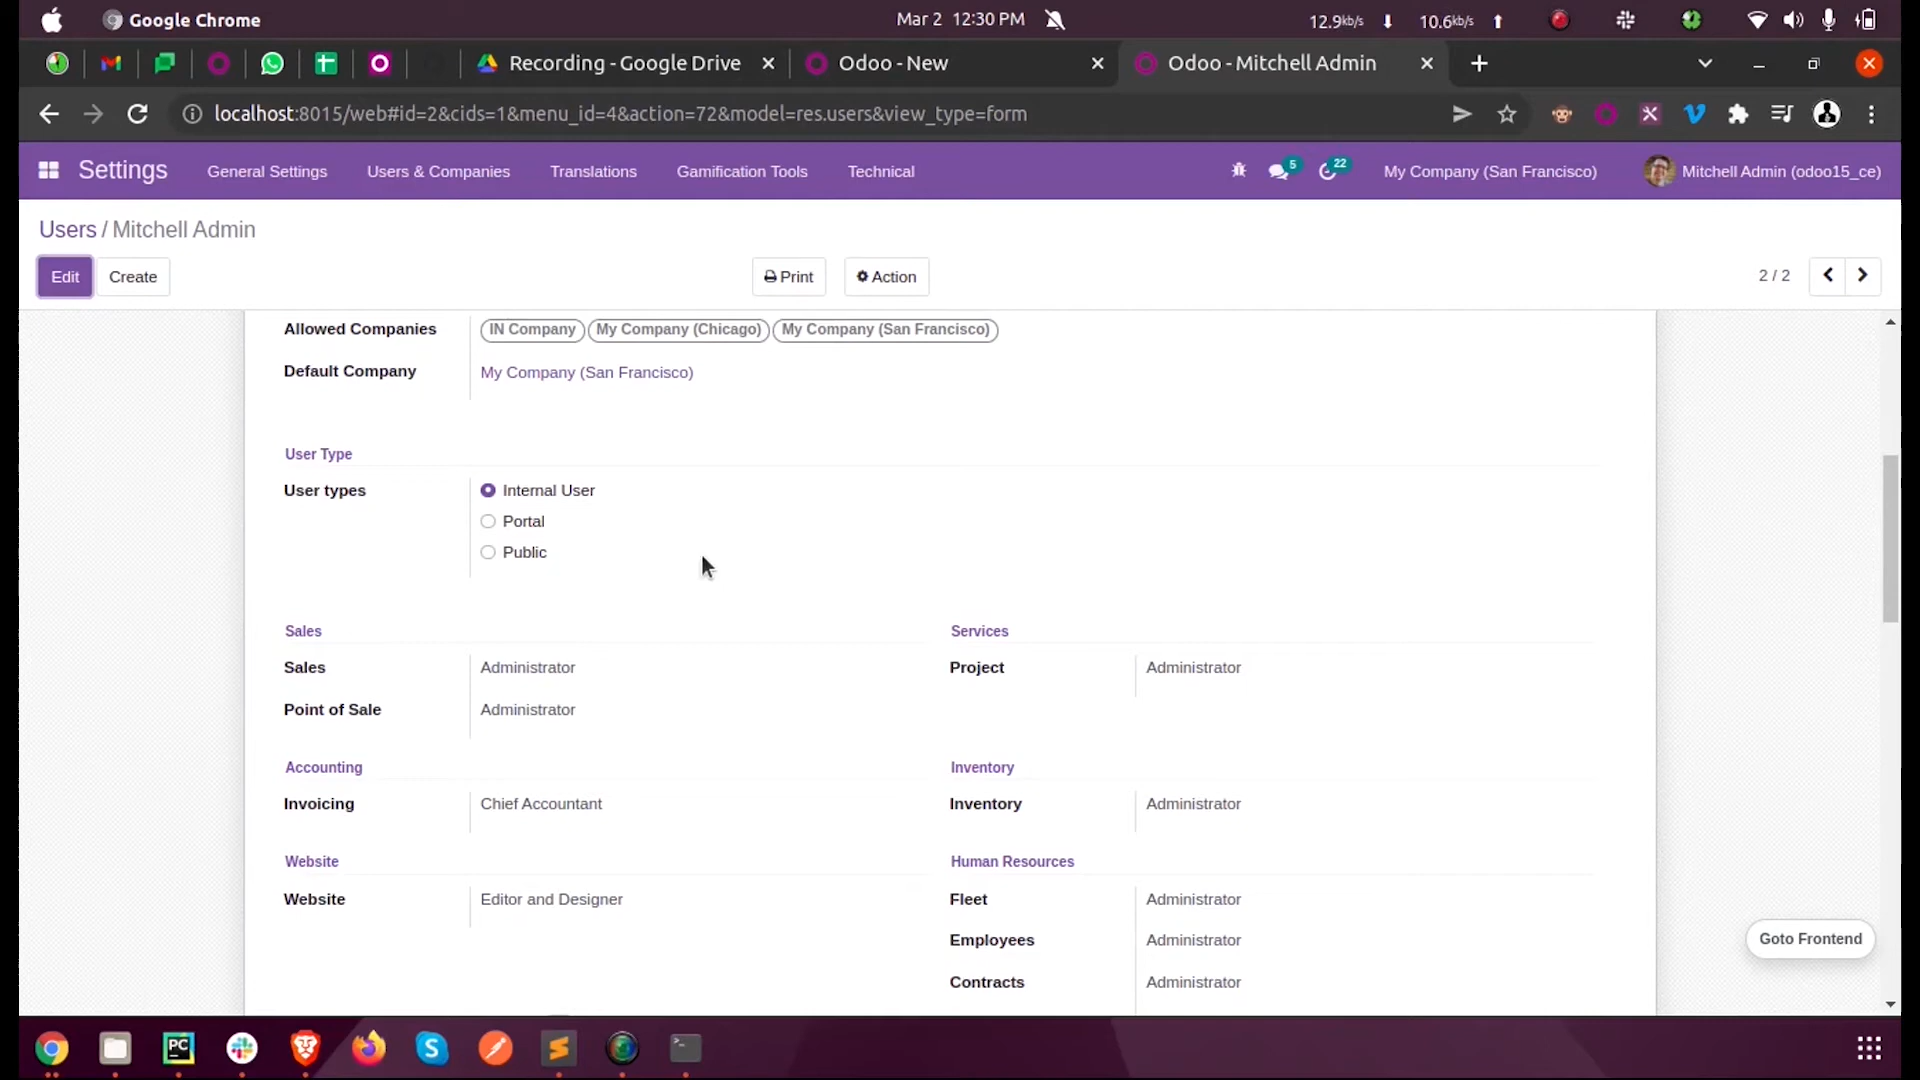 Google Chrome
Mar 2 12:30 PM
12.9kb/s 10.6kb/s
Recording - Google Drive
Odoo - New
Odoo - Mitchell Admin
localhost:8015/web#id=2&cids=1&menu_id=4&action=72&model=res.users&view_type=form
Settings
General Settings
Users & Companies
Translations
Gamification Tools
Technical
5
22
My Company (San Francisco)
Mitchell Admin (odoo15_ce)
Users / Mitchell Admin
Edit
Create
Print
Action
2 / 2
Allowed Companies
IN Company
My Company (Chicago)
My Company (San Francisco)
Default Company
My Company (San Francisco)
User Type
User types
Internal User
Portal
Public
Sales
Services
Sales
Administrator
Project
Administrator
Point of Sale
Administrator
Accounting
Inventory
Invoicing
Chief Accountant
Inventory
Administrator
Website
Human Resources
Website
Editor and Designer
Fleet
Administrator
Employees
Administrator
Contracts
Administrator
Goto Frontend
PC